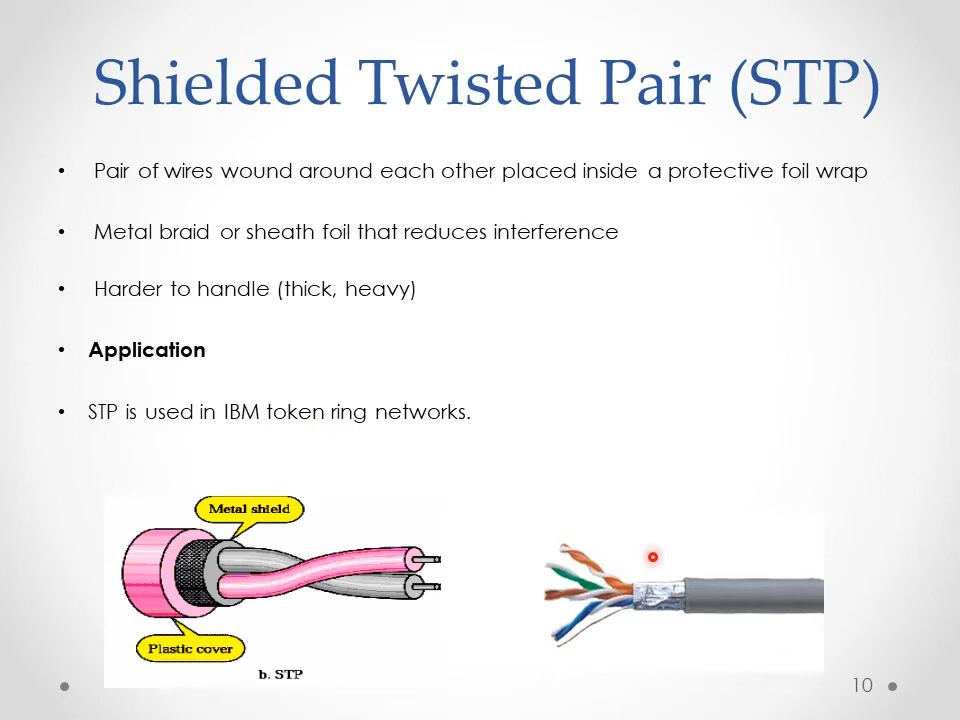 Shielded Twisted Pair (STP)
• Pair of wires wound around each other placed inside a protective foil wrap
• Metal braid or sheath foil that reduces interference
• Harder to handle (thick, heavy)
• Application
• STP is used in IBM token ring networks.
Metal shield
Plastic cover
b. STP
10